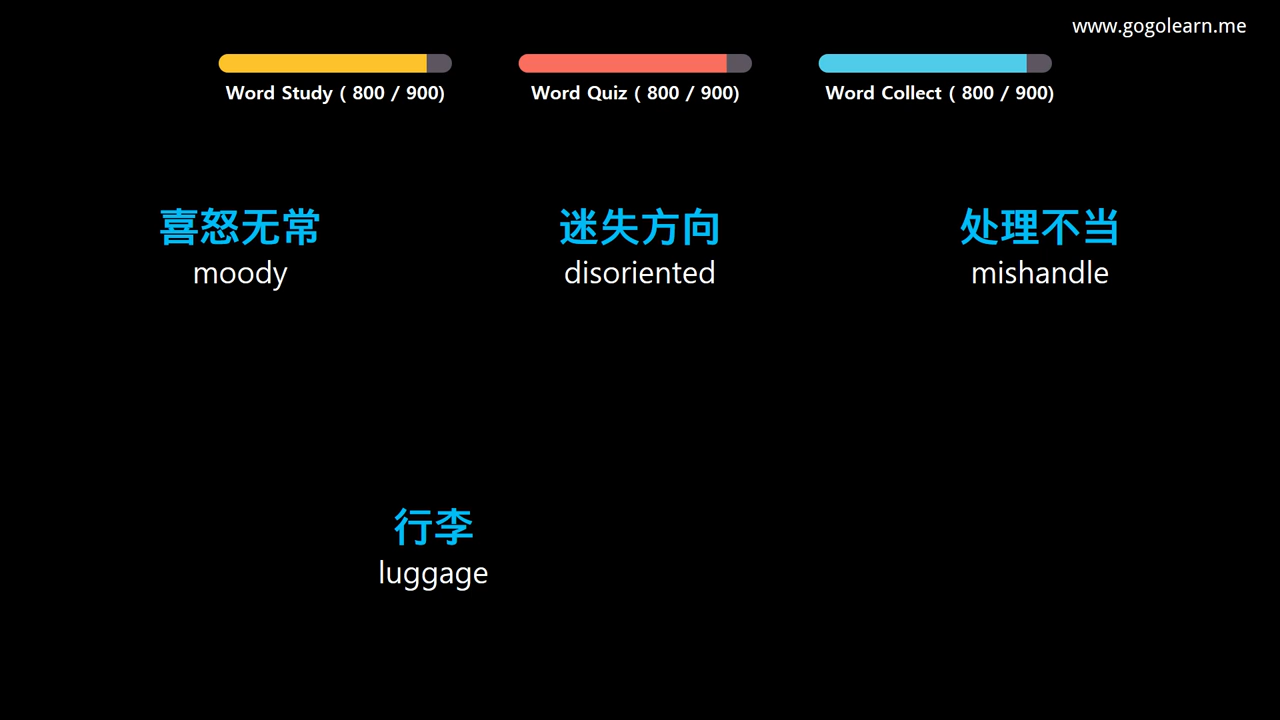 www.gogolearn.me
Word Study ( 800 / 900)
Word Quiz ( 800 / 900)
Word Collect ( 800 / 900)
喜怒无常
moody
迷失方向
disoriented
处理不当
mishandle
行李
luggage